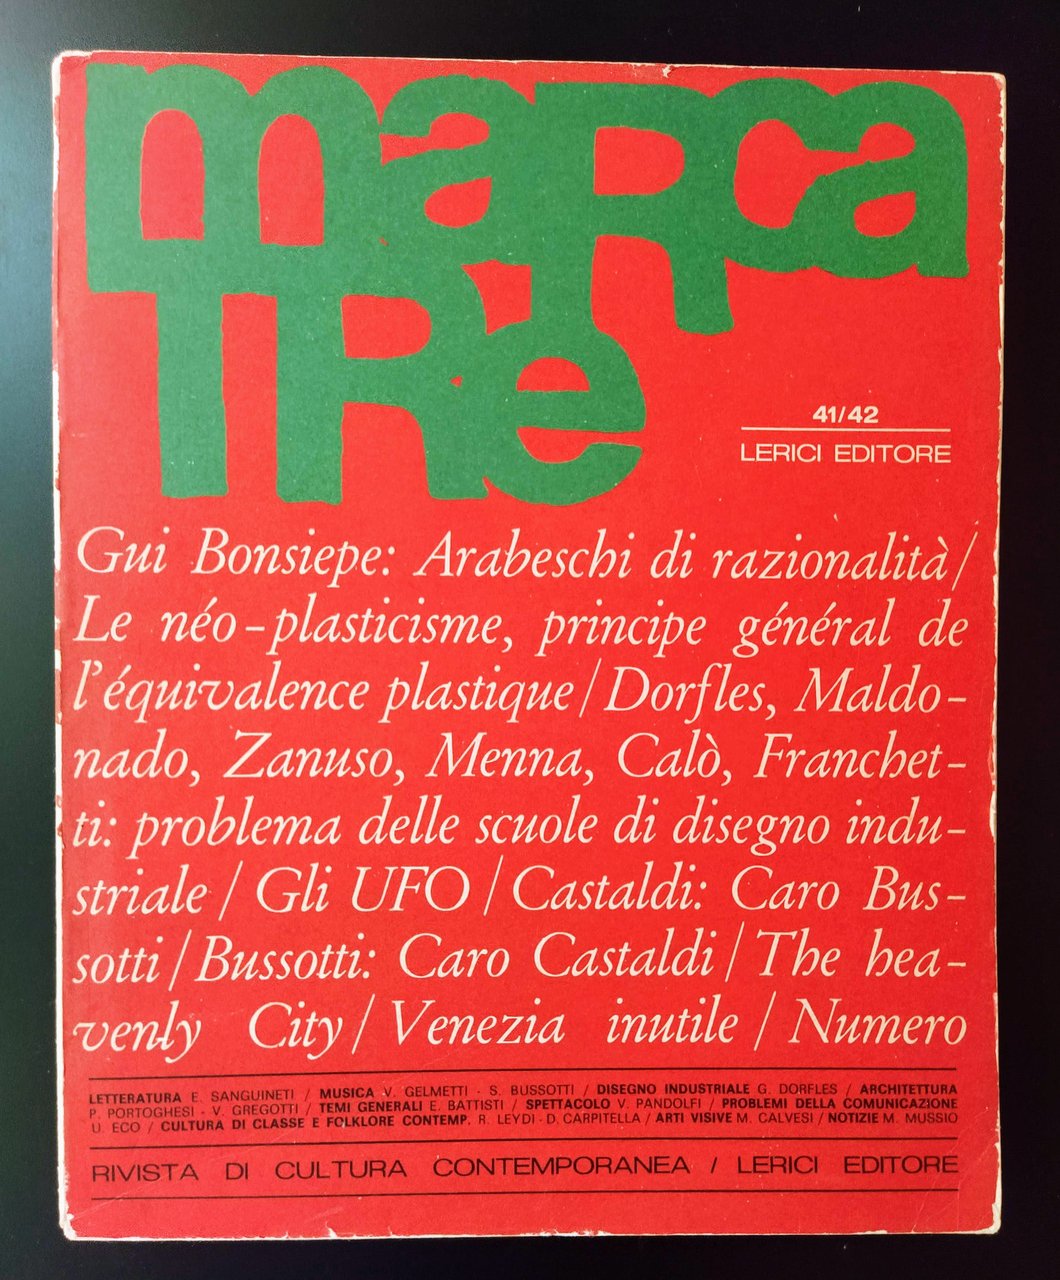 maRca
TRe
41/42
LERICI EDITORE
Gui Bonsiepe: Arabeschi di razionalità/
Le néo-plasticisme, principe général de
l'équivalence plastique/Dorfles, Maldo-
nado, Zanuso, Menna, Calò, Franchet-
ti: problema delle scuole di disegno indu-
striale/Gli UFO/Castaldi: Caro Bus-
sotti/Bussotti: Caro Castaldi/The hea-
venly City/Venezia inutile/Numero
LETTERATURA E. SANGUINETI / MUSICA V. GELMETTI - S. BUSSOTTI / DISEGNO INDUSTRIALE G. DORFLES / ARCHITETTURA
P. PORTOGHESI - V. GREGOTTI / TEMI GENERALI E. BATTISTI / SPETTACOLO V. PANDOLFI / PROBLEMI DELLA COMUNICAZIONE
U. ECO / CULTURA DI CLASSE E FOLKLORE CONTEMP. R. LEYDI - D. CARPITELLA / ARTI VISIVE M. CALVESI / NOTIZIE M. MUSSIO
RIVISTA DI CULTURA CONTEMPORANEA / LERICI EDITORE